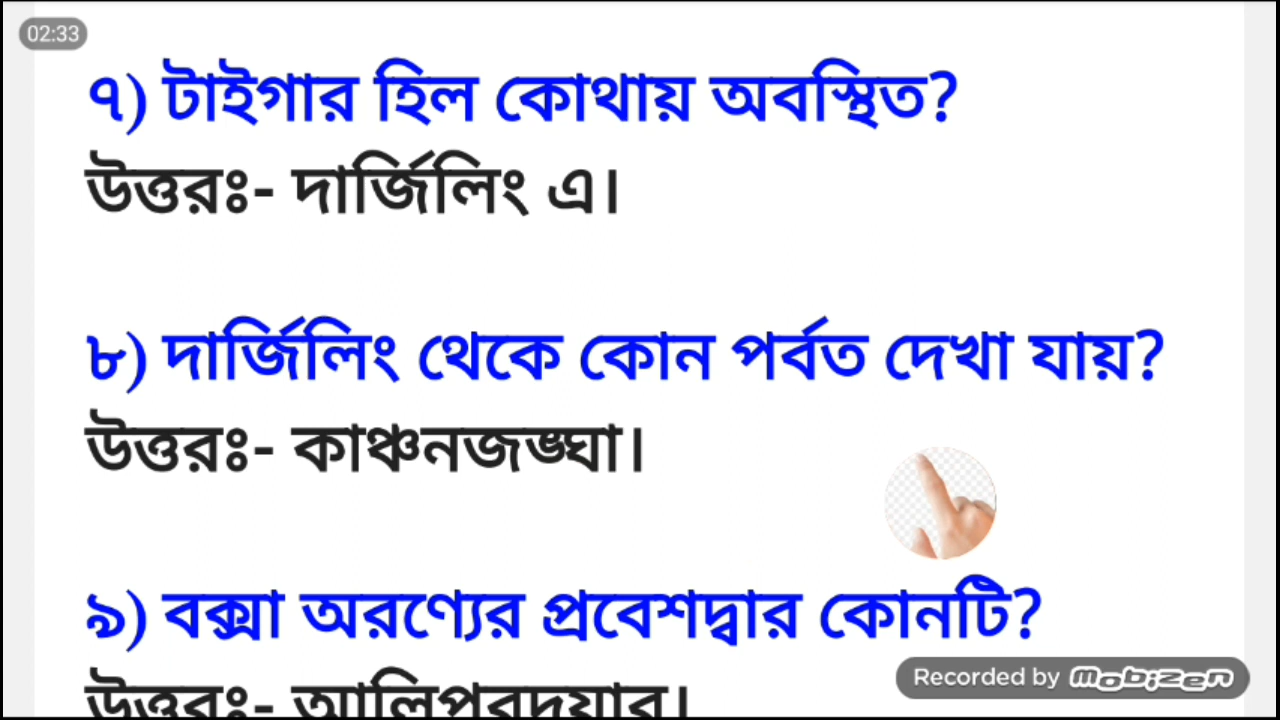 02:33
৭) টাইগার হিল কোথায় অবস্থিত?
উত্তরঃ- দার্জিলিং এ।
৮) দার্জিলিং থেকে কোন পর্বত দেখা যায়?
উত্তরঃ- কাঞ্চনজঙ্ঘা।
৯) বক্সা অরণ্যের প্রবেশদ্বার কোনটি?
উত্তরঃ- আলিপুরদুয়ার।
Recorded by mobizen